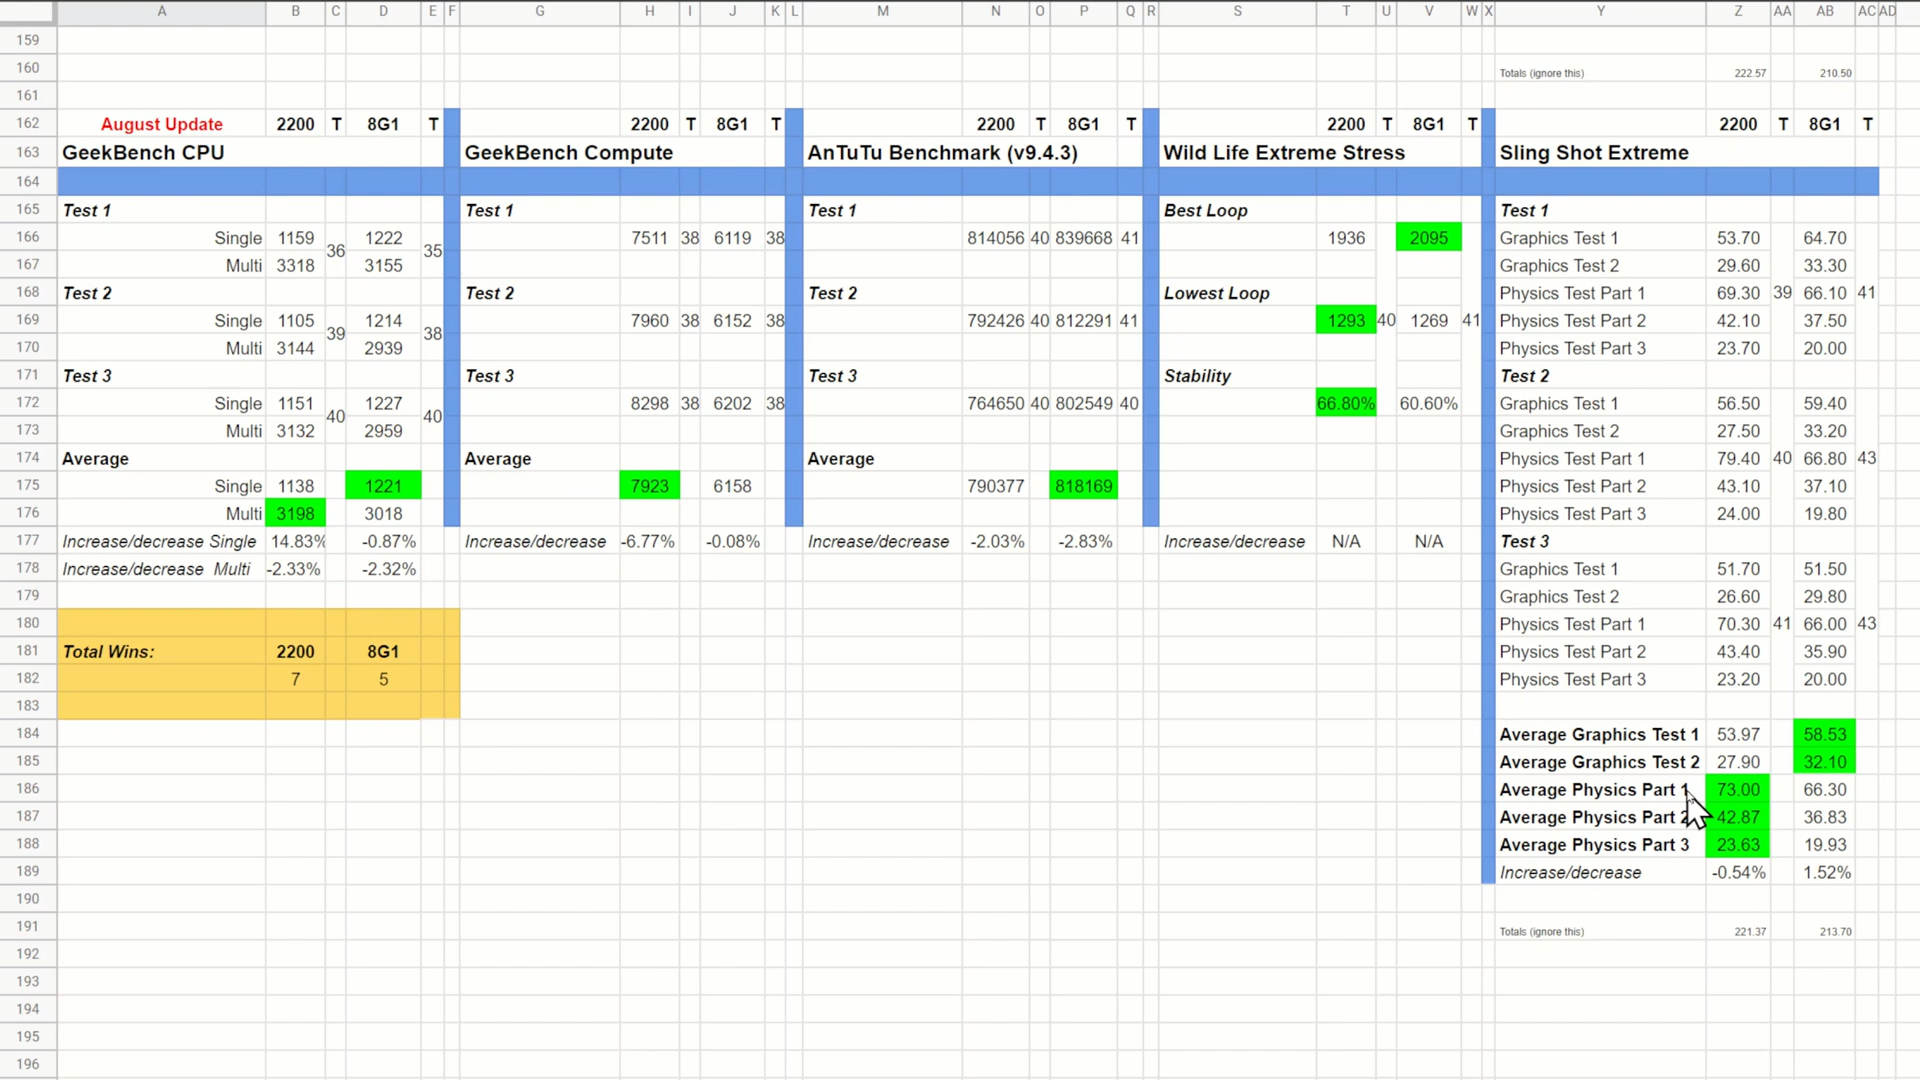 A B C D E F G H I J K L M N O P Q R S T U V W X Y Z AA AB AC AD
159
160 Totals (ignore this) 222.57 210.50
161
162 August Update 2200 T 8G1 T 2200 T 8G1 T 2200 T 8G1 T 2200 T 8G1 T 2200 T 8G1 T
163 GeekBench CPU GeekBench Compute AnTuTu Benchmark (v9.4.3) Wild Life Extreme Stress Sling Shot Extreme
164
165 Test 1 Test 1 Test 1 Best Loop Test 1
166 Single 1159 36 1222 35 7511 38 6119 38 814056 40 839668 41 1936 2095 Graphics Test 1 53.70 64.70
167 Multi 3318 3155 Graphics Test 2 29.60 33.30
168 Test 2 Test 2 Test 2 Lowest Loop Physics Test Part 1 69.30 39 66.10 41
169 Single 1105 39 1214 38 7960 38 6152 38 792426 40 812291 41 1293 40 1269 41 Physics Test Part 2 42.10 37.50
170 Multi 3144 2939 Physics Test Part 3 23.70 20.00
171 Test 3 Test 3 Test 3 Stability Test 2
172 Single 1151 40 1227 40 8298 38 6202 38 764650 40 802549 40 66.80% 60.60% Graphics Test 1 56.50 59.40
173 Multi 3132 2959 Graphics Test 2 27.50 33.20
174 Average Average Average Physics Test Part 1 79.40 40 66.80 43
175 Single 1138 1221 7923 6158 790377 818169 Physics Test Part 2 43.10 37.10
176 Multi 3198 3018 Physics Test Part 3 24.00 19.80
177 Increase/decrease Single 14.83% -0.87% Increase/decrease -6.77% -0.08% Increase/decrease -2.03% -2.83% Increase/decrease N/A N/A Test 3
178 Increase/decrease Multi -2.33% -2.32% Graphics Test 1 51.70 51.50
179 Graphics Test 2 26.60 29.80
180 Physics Test Part 1 70.30 41 66.00 43
181 Total Wins: 2200 8G1 Physics Test Part 2 43.40 35.90
182 7 5 Physics Test Part 3 23.20 20.00
183
184 Average Graphics Test 1 53.97 58.53
185 Average Graphics Test 2 27.90 32.10
186 Average Physics Part 1 73.00 66.30
187 Average Physics Part 2 42.87 36.83
188 Average Physics Part 3 23.63 19.93
189 Increase/decrease -0.54% 1.52%
190
191 Totals (ignore this) 221.37 213.70
192
193
194
195
196